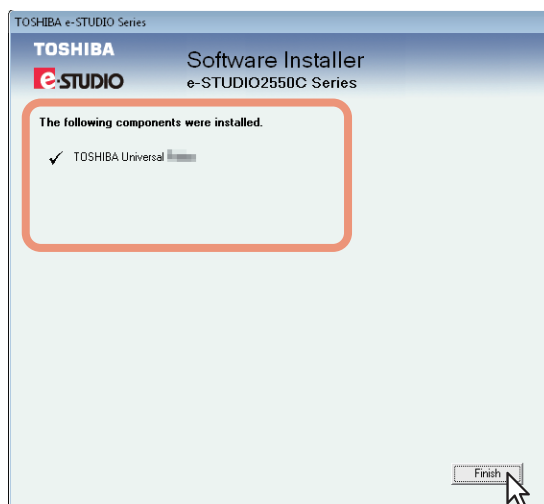 TOSHIBA e-STUDIO Series
TOSHIBA
e-STUDIO
Software Installer
e-STUDIO2550C Series
The following components were installed.
TOSHIBA Universal
Finish